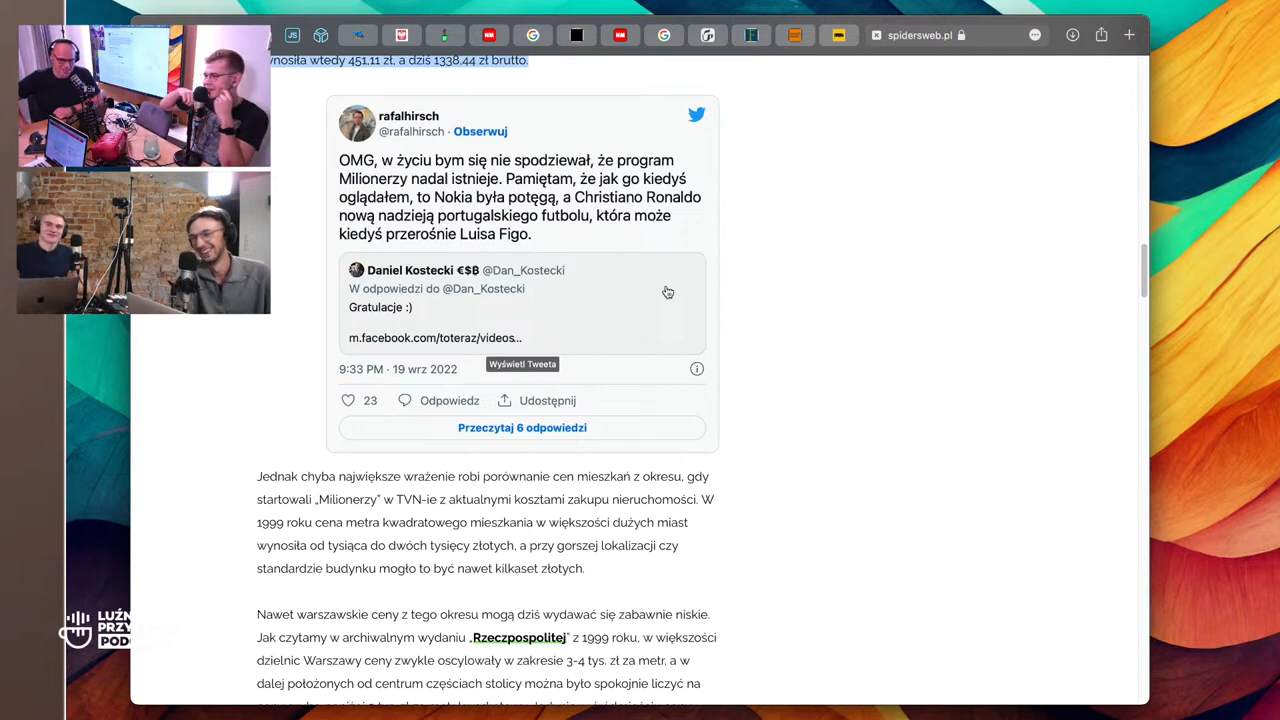 JS
NM
NM
spidersweb.pl
wynosiła wtedy 451,11 zł, a dziś 1338,44 zł brutto.
rafalhirsch
@rafalhirsch · Obserwuj
OMG, w życiu bym się nie spodziewał, że program
Milionerzy nadal istnieje. Pamiętam, że jak go kiedyś
oglądałem, to Nokia była potęgą, a Christiano Ronaldo
nową nadzieją portugalskiego futbolu, która może
kiedyś przerośnie Luisa Figo.
Daniel Kostecki €$₿ @Dan_Kostecki
W odpowiedzi do @Dan_Kostecki
Gratulacje :)
m.facebook.com/toteraz/videos...
Wyświetl Tweeta
9:33 PM · 19 wrz 2022
23 Odpowiedz Udostępnij
Przeczytaj 6 odpowiedzi
Jednak chyba największe wrażenie robi porównanie cen mieszkań z okresu, gdy
startowali „Milionerzy” w TVN-ie z aktualnymi kosztami zakupu nieruchomości. W
1999 roku cena metra kwadratowego mieszkania w większości dużych miast
wynosiła od tysiąca do dwóch tysięcy złotych, a przy gorszej lokalizacji czy
standardzie budynku mogło to być nawet kilkaset złotych.
Nawet warszawskie ceny z tego okresu mogą dziś wydawać się zabawnie niskie.
Jak czytamy w archiwalnym wydaniu „Rzeczpospolitej” z 1999 roku, w większości
dzielnic Warszawy ceny zwykle oscylowały w zakresie 3-4 tys. zł za metr, a w
dalej położonych od centrum częściach stolicy można było spokojnie liczyć na
LUŹN
PRZY
POD